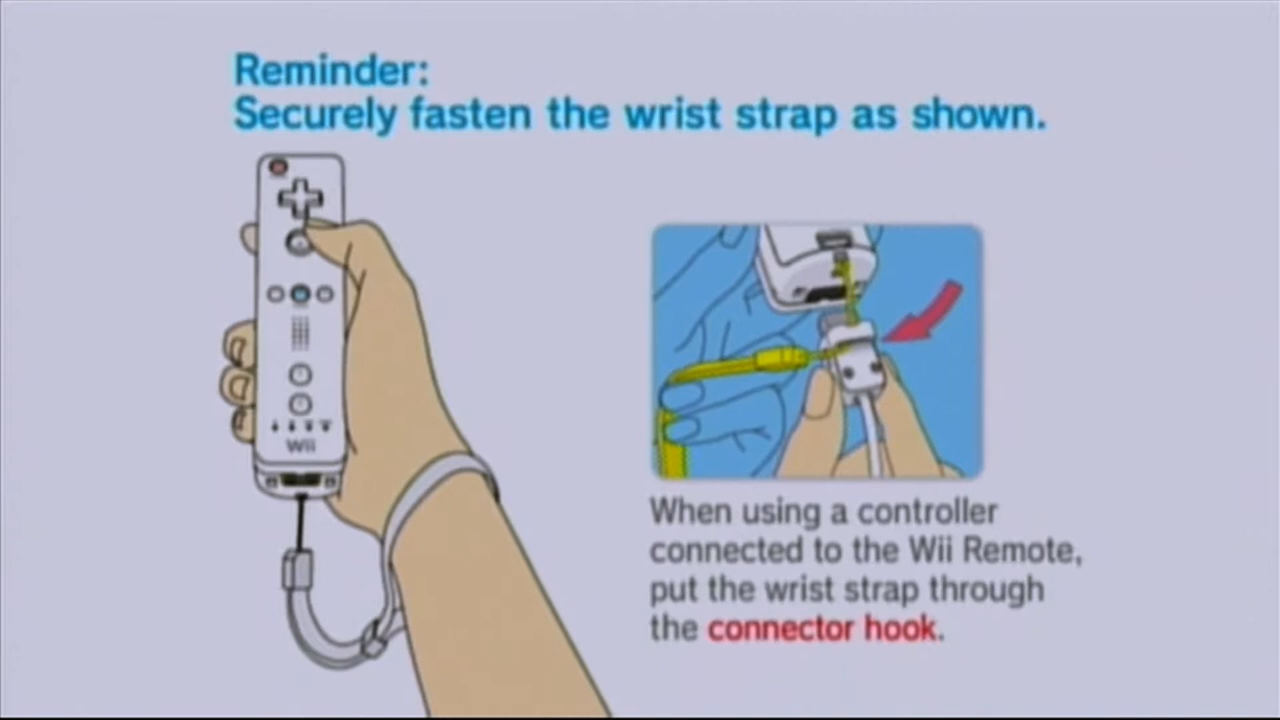 Reminder:
Securely fasten the wrist strap as shown.
Wii
When using a controller
connected to the Wii Remote,
put the wrist strap through
the connector hook.